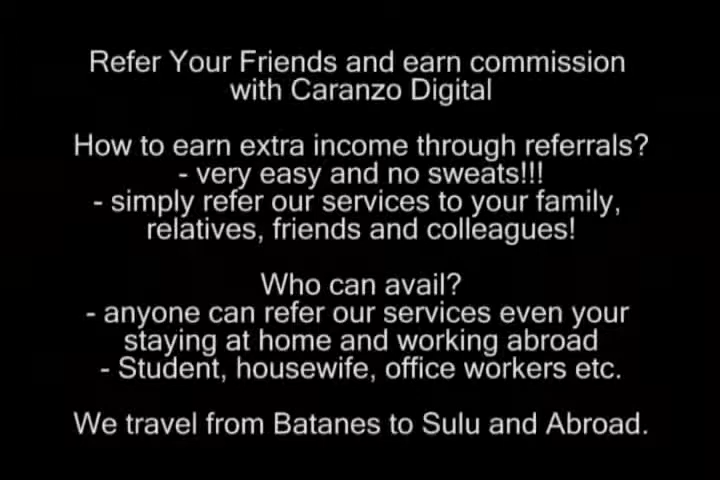 Refer Your Friends and earn commission
with Caranzo Digital
How to earn extra income through referrals?
- very easy and no sweats!!!
- simply refer our services to your family,
relatives, friends and colleagues!
Who can avail?
- anyone can refer our services even your
staying at home and working abroad
- Student, housewife, office workers etc.
We travel from Batanes to Sulu and Abroad.